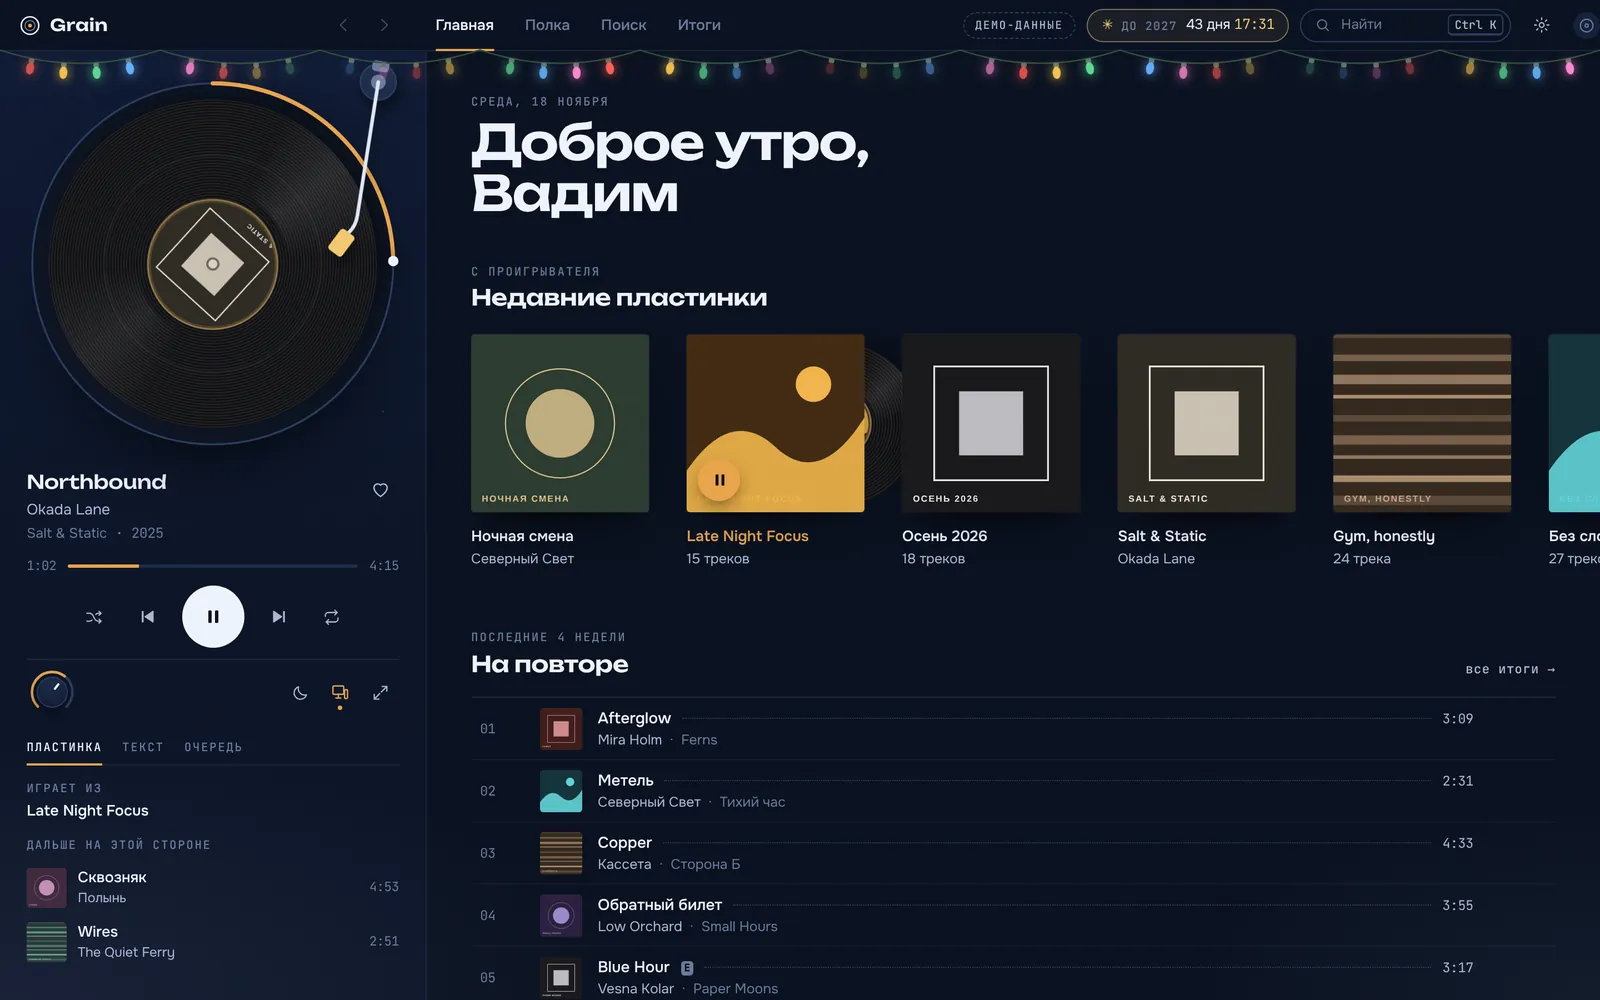 Grain
Главная
Полка
Поиск
Итоги
ДЕМО-ДАННЫЕ
ДО 2027 43 дня 17:31
Найти
Ctrl K
STATIC
Northbound
Okada Lane
Salt & Static · 2025
1:02
4:15
ПЛАСТИНКА
ТЕКСТ
ОЧЕРЕДЬ
ИГРАЕТ ИЗ
Late Night Focus
ДАЛЬШЕ НА ЭТОЙ СТОРОНЕ
Сквозняк
Полынь
4:53
Wires
The Quiet Ferry
2:51
СРЕДА, 18 НОЯБРЯ
Доброе утро,
Вадим
С ПРОИГРЫВАТЕЛЯ
Недавние пластинки
НОЧНАЯ СМЕНА
ОСЕНЬ 2026
SALT & STATIC
GYM, HONESTLY
Ночная смена
Северный Свет
Late Night Focus
15 треков
Осень 2026
18 треков
Salt & Static
Okada Lane
Gym, honestly
24 трека
Без сло
27 трек
ПОСЛЕДНИЕ 4 НЕДЕЛИ
На повторе
все итоги →
01
Afterglow
3:09
Mira Holm · Ferns
02
Метель
2:31
Северный Свет · Тихий час
03
Copper
4:33
Кассета · Сторона Б
04
Обратный билет
3:55
Low Orchard · Small Hours
05
Blue Hour E
3:17
Vesna Kolar · Paper Moons